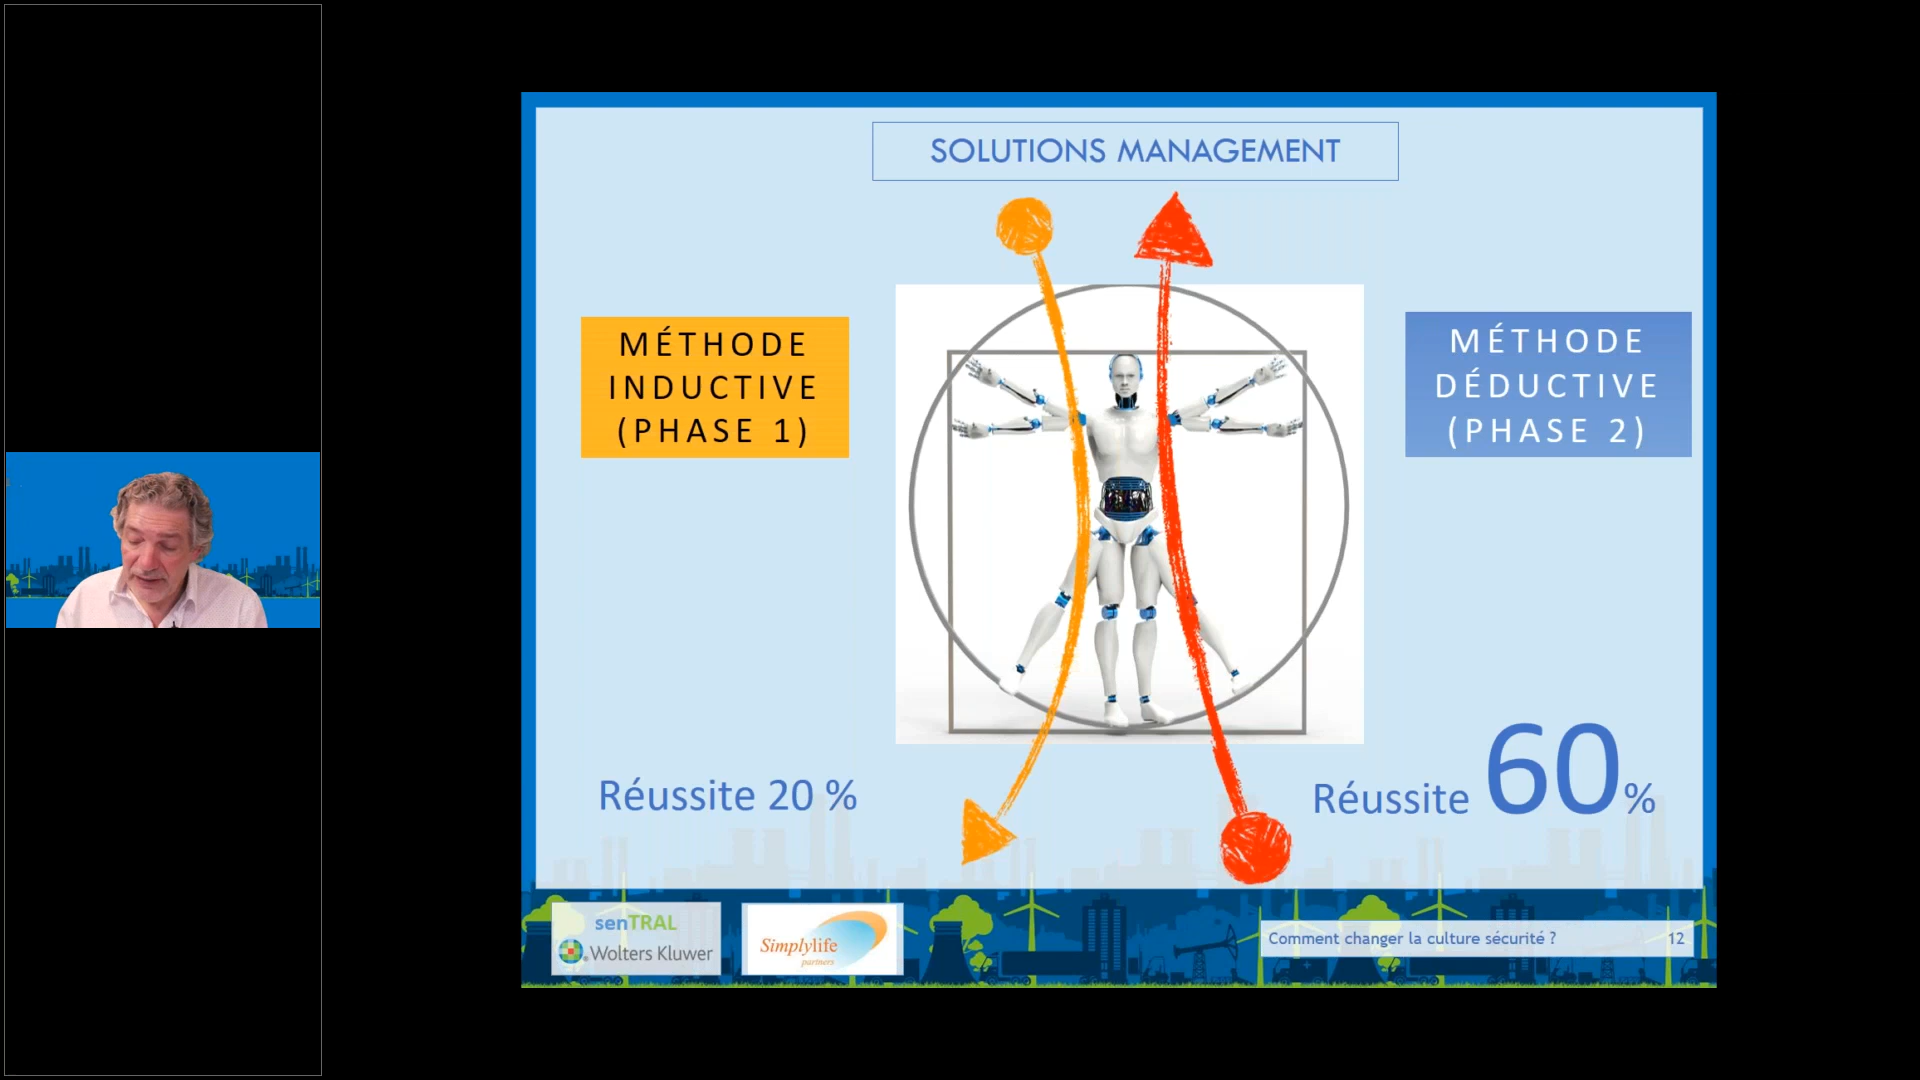 SOLUTIONS MANAGEMENT
MÉTHODE
INDUCTIVE
(PHASE 1)
MÉTHODE
DÉDUCTIVE
(PHASE 2)
Réussite 20 %
Réussite 60%
senTRAL
Wolters Kluwer
Simplylife
partners
Comment changer la culture sécurité ? 12